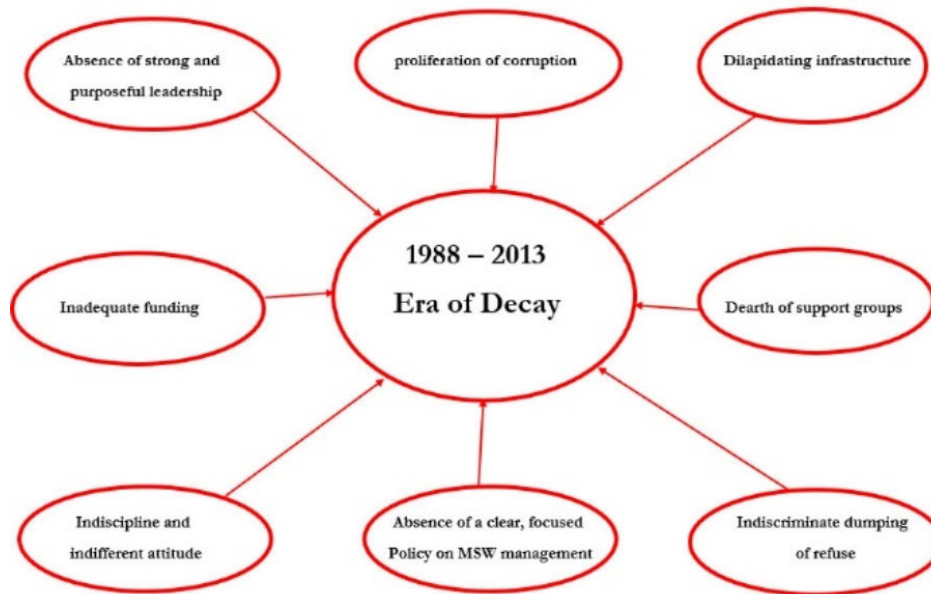 Absence of strong and
purposeful leadership
proliferation of corruption
Dilapidating infrastructure
1988 – 2013
Era of Decay
Inadequate funding
Dearth of support groups
Indiscipline and
indifferent attitude
Absence of a clear, focused
Policy on MSW management
Indiscriminate dumping
of refuse